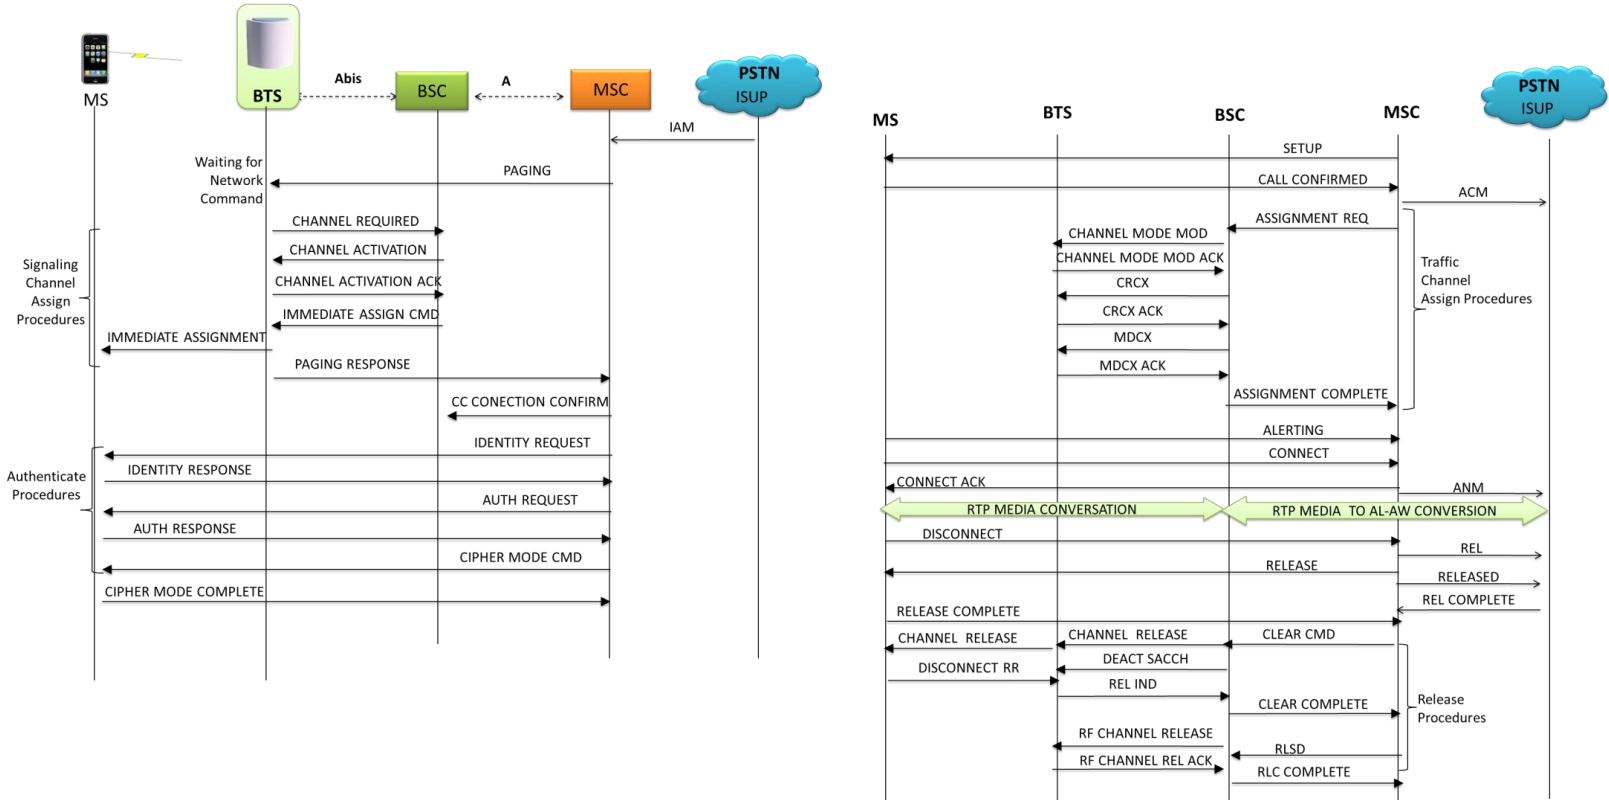 MS
BTS
Abis
BSC
A
MSC
PSTN
ISUP
IAM
Waiting for
Network
Command
PAGING
CHANNEL REQUIRED
CHANNEL ACTIVATION
Signaling
Channel
Assign
Procedures
CHANNEL ACTIVATION ACK
IMMEDIATE ASSIGN CMD
IMMEDIATE ASSIGNMENT
PAGING RESPONSE
CC CONECTION CONFIRM
IDENTITY REQUEST
Authenticate
Procedures
IDENTITY RESPONSE
AUTH REQUEST
AUTH RESPONSE
CIPHER MODE CMD
CIPHER MODE COMPLETE
MS
BTS
BSC
MSC
PSTN
ISUP
SETUP
CALL CONFIRMED
ACM
ASSIGNMENT REQ
CHANNEL MODE MOD
CHANNEL MODE MOD ACK
Traffic
Channel
Assign Procedures
CRCX
CRCX ACK
MDCX
MDCX ACK
ASSIGNMENT COMPLETE
ALERTING
CONNECT
CONNECT ACK
ANM
RTP MEDIA CONVERSATION
RTP MEDIA TO AL-AW CONVERSION
DISCONNECT
REL
RELEASE
RELEASED
REL COMPLETE
RELEASE COMPLETE
CHANNEL RELEASE
CHANNEL RELEASE
CLEAR CMD
DEACT SACCH
DISCONNECT RR
REL IND
CLEAR COMPLETE
Release
Procedures
RF CHANNEL RELEASE
RLSD
RF CHANNEL REL ACK
RLC COMPLETE